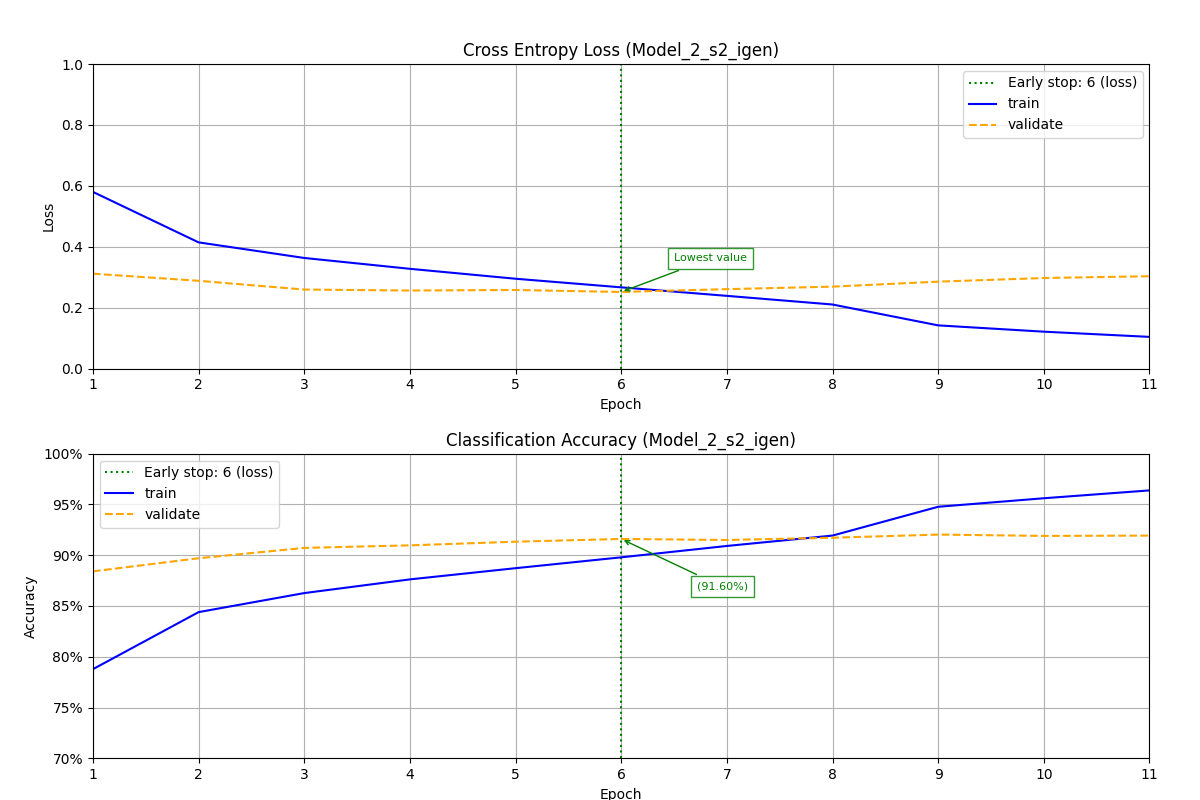 Cross Entropy Loss (Model_2_s2_igen)
1.0
0.8
0.6
0.4
0.2
0.0
Loss
Early stop: 6 (loss)
train
validate
Lowest value
1 2 3 4 5 6 7 8 9 10 11
Epoch
Classification Accuracy (Model_2_s2_igen)
100%
95%
90%
85%
80%
75%
70%
Accuracy
Early stop: 6 (loss)
train
validate
(91.60%)
1 2 3 4 5 6 7 8 9 10 11
Epoch